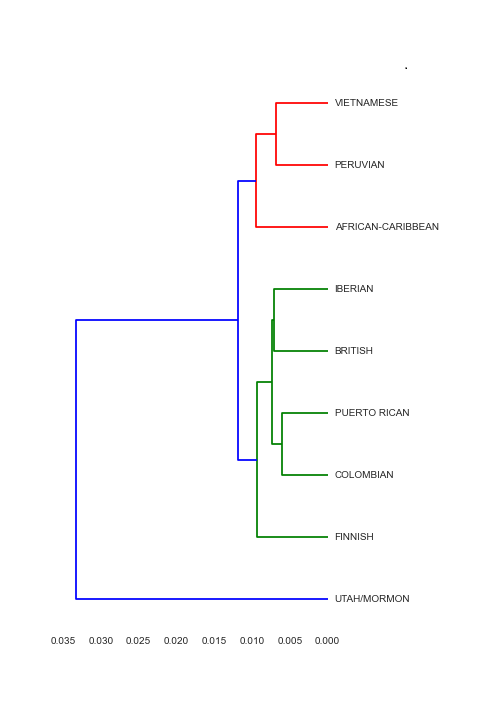 .
VIETNAMESE
PERUVIAN
AFRICAN-CARIBBEAN
IBERIAN
BRITISH
PUERTO RICAN
COLOMBIAN
FINNISH
UTAH/MORMON
0.035 0.030 0.025 0.020 0.015 0.010 0.005 0.000